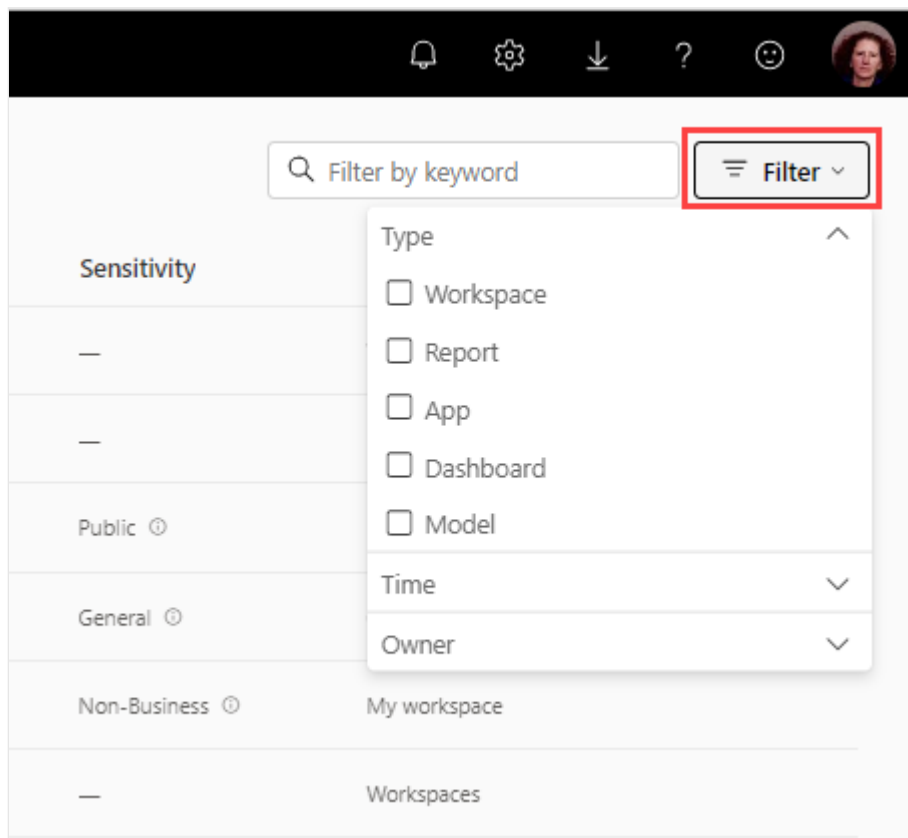 Filter by keyword
Filter
Type
Sensitivity
Workspace
—
Report
App
—
Dashboard
Public
Model
Time
General
Owner
Non-Business My workspace
— Workspaces